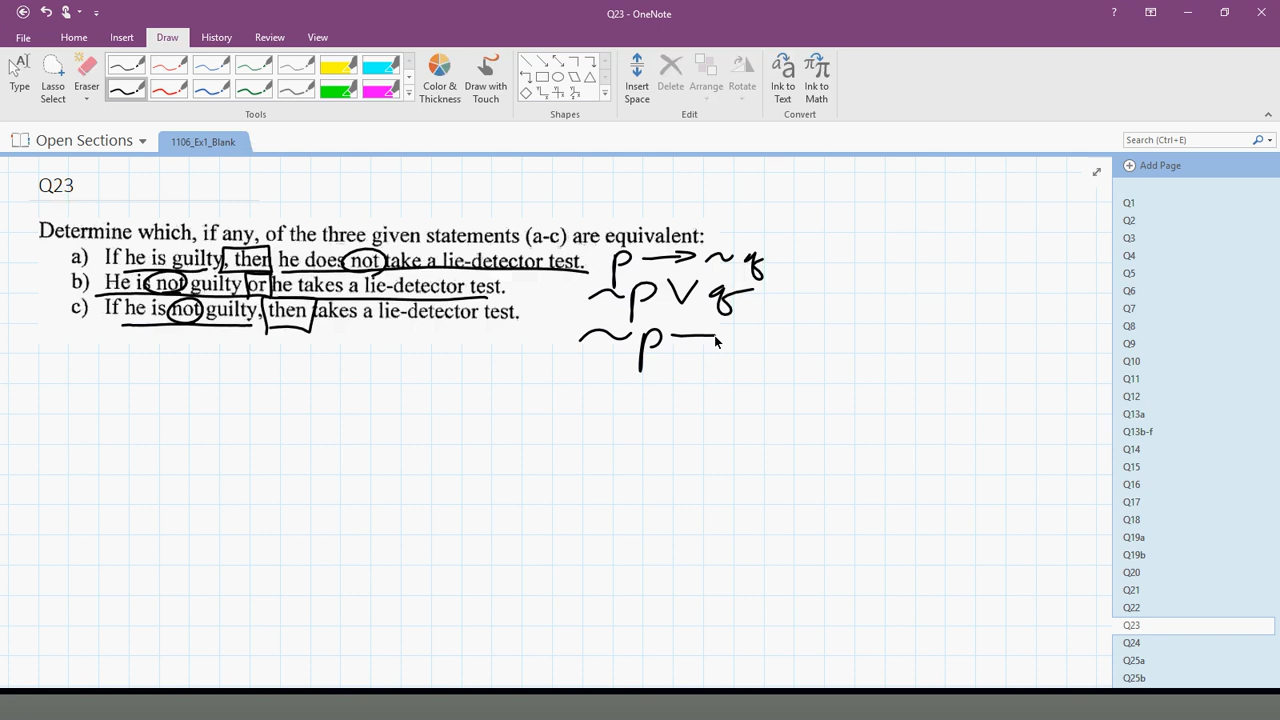 Q23 - OneNote
?
File
Home
Insert
Draw
History
Review
View
Type
Lasso Select
Eraser
Color & Thickness
Draw with Touch
Insert Space
Delete
Arrange
Rotate
Ink to Text
Ink to Math
Tools
Shapes
Edit
Convert
Open Sections
1106_Ex1_Blank
Search (Ctrl+E)
Add Page
Q23
Determine which, if any, of the three given statements (a-c) are equivalent:
a) If he is guilty, then he does not take a lie-detector test. p → ~ q
b) He is not guilty or he takes a lie-detector test. ~p ∨ q
c) If he is not guilty, then takes a lie-detector test. ~p —
Q1
Q2
Q3
Q4
Q5
Q6
Q7
Q8
Q9
Q10
Q11
Q12
Q13a
Q13b-f
Q14
Q15
Q16
Q17
Q18
Q19a
Q19b
Q20
Q21
Q22
Q23
Q24
Q25a
Q25b